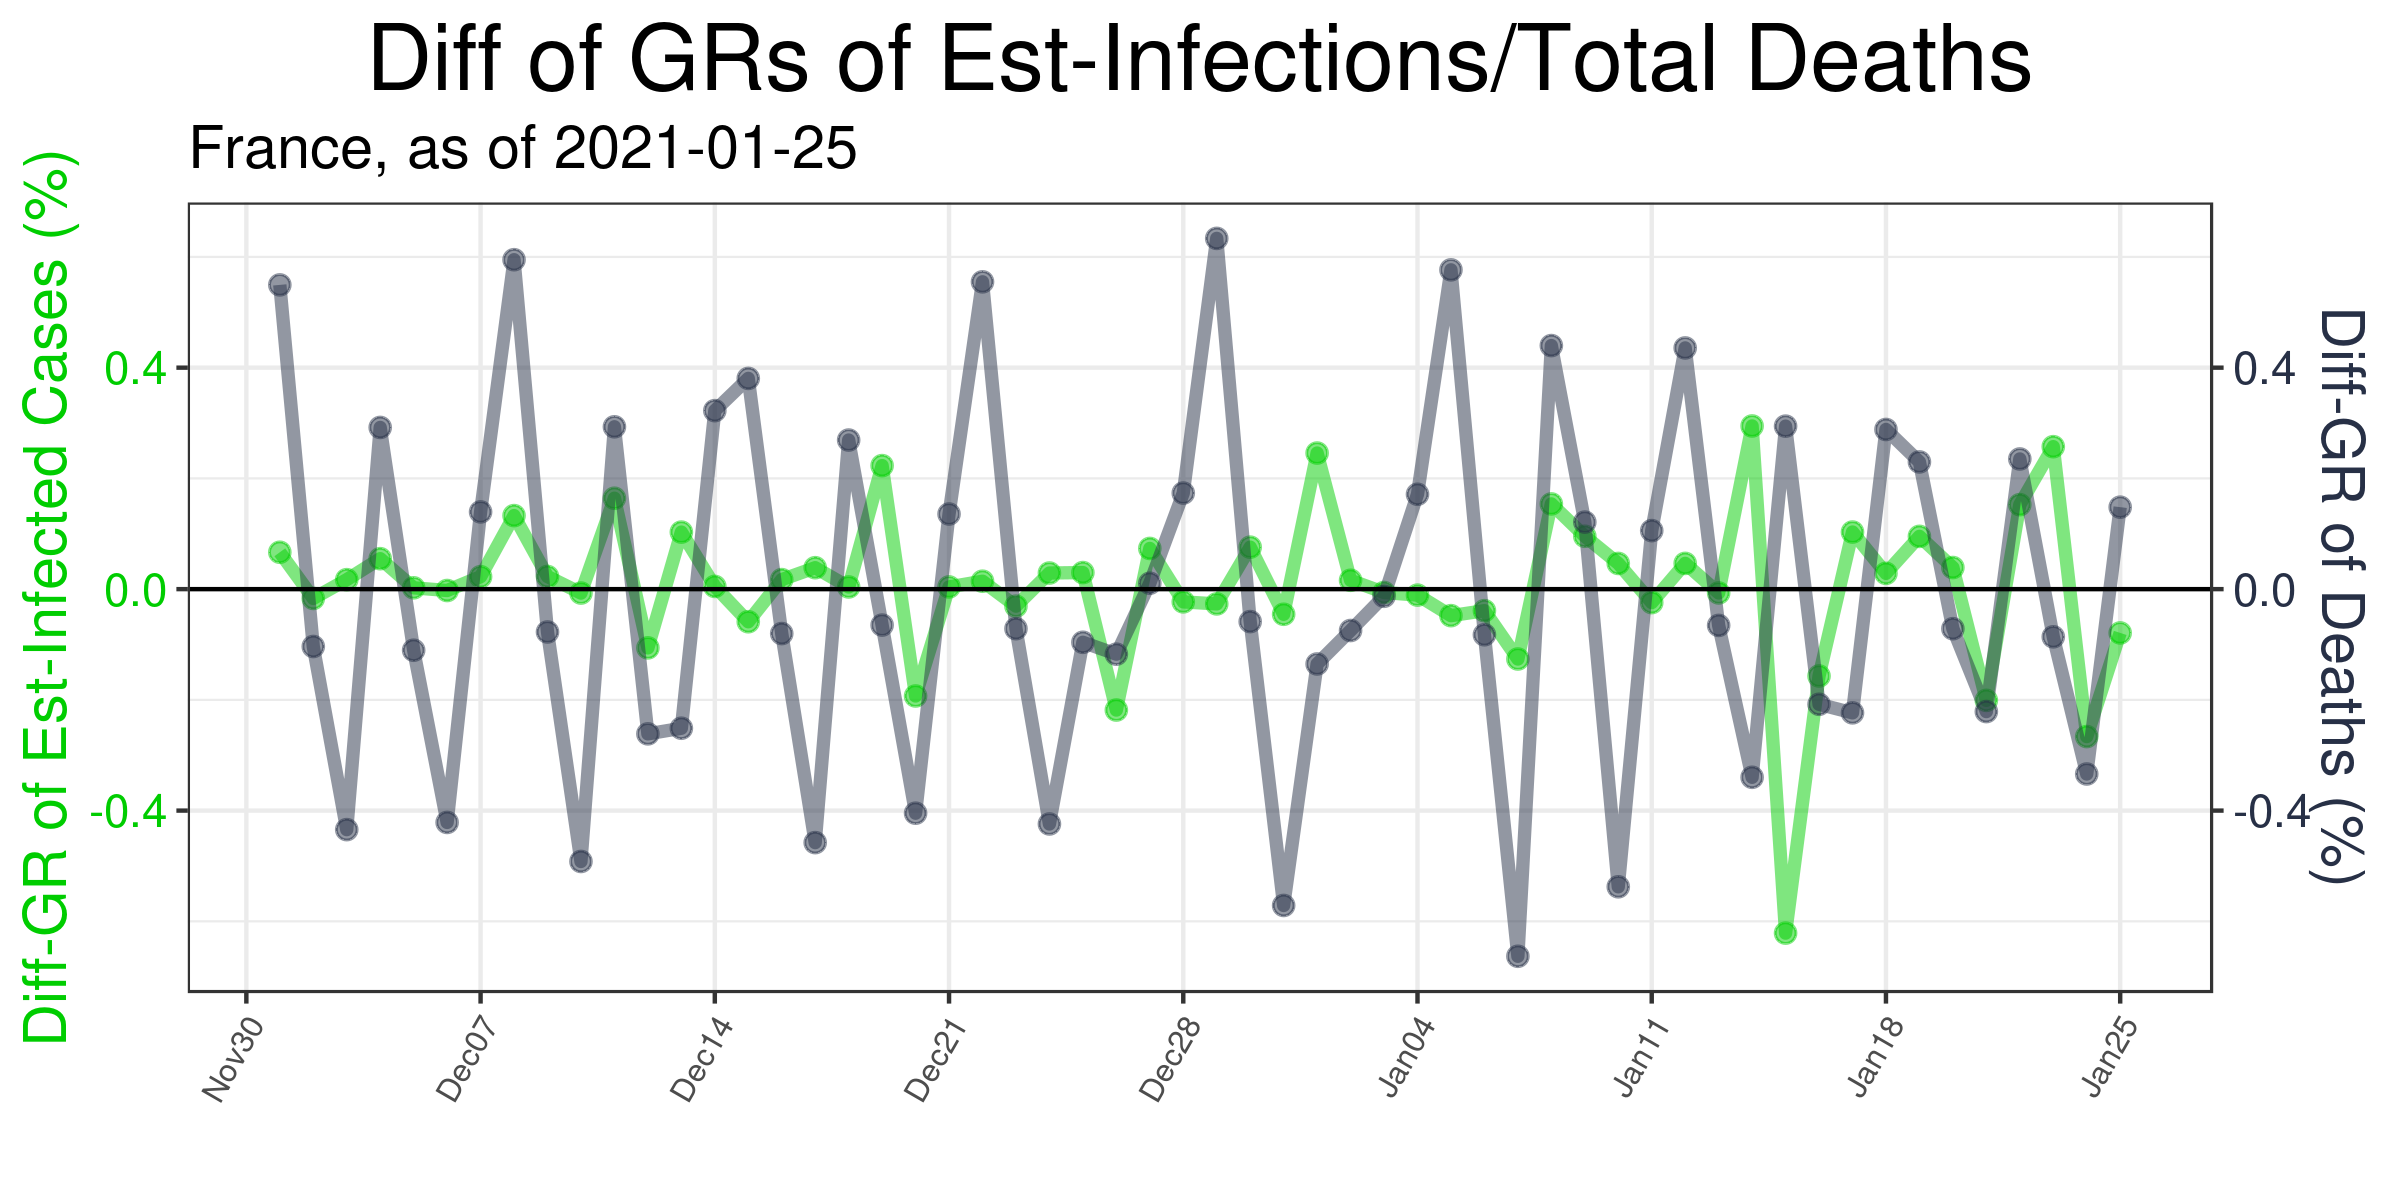 Diff of GRs of Est-Infections/Total Deaths
France, as of 2021-01-25
Diff-GR of Est-Infected Cases (%)
0.4
0.0
-0.4
0.4
0.0
-0.4
Diff-GR of Deaths (%)
Nov30
Dec07
Dec14
Dec21
Dec28
Jan04
Jan11
Jan18
Jan25